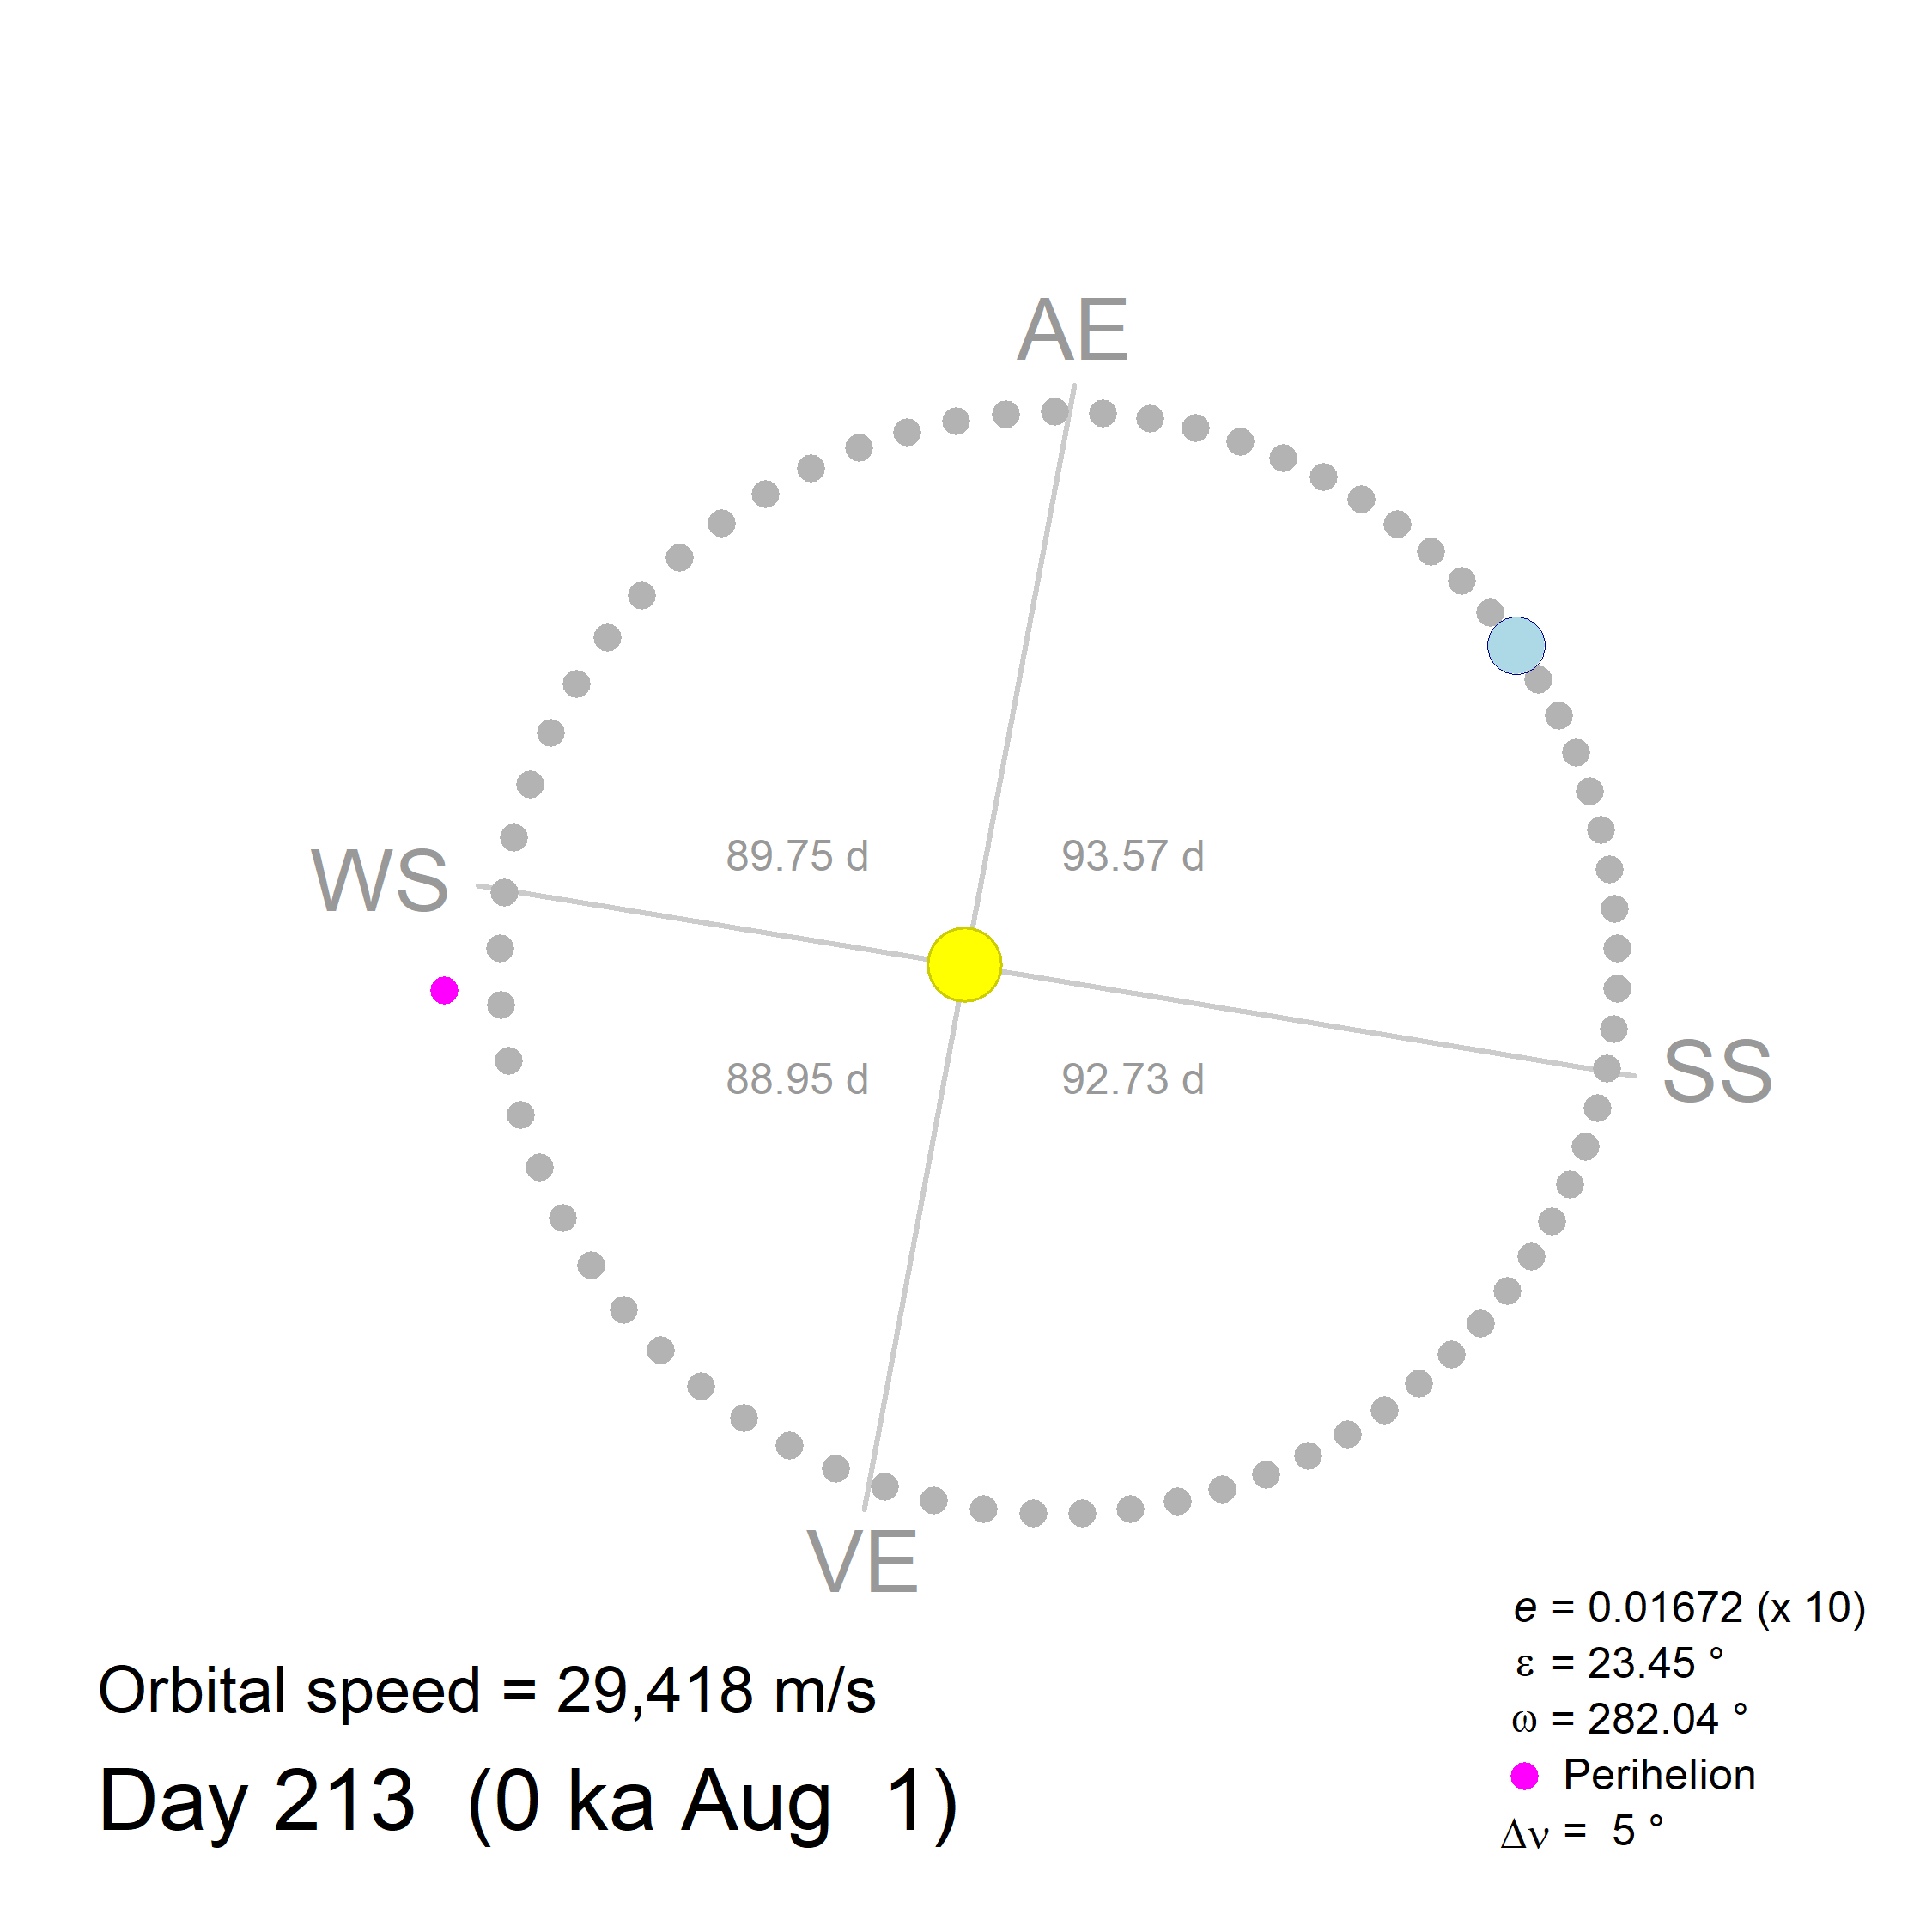 AE
WS
89.75 d
93.57 d
SS
88.95 d
92.73 d
VE
e = 0.01672 (x 10)
ε = 23.45 °
ω = 282.04 °
Perihelion
Δν = 5 °
Orbital speed = 29,418 m/s
Day 213 (0 ka Aug 1)